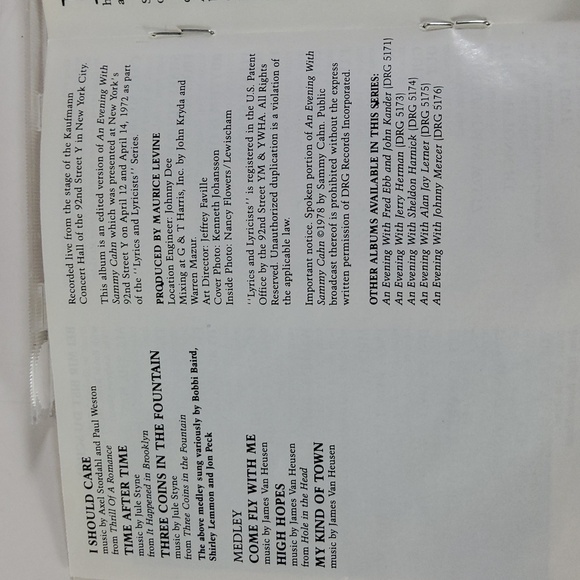 I SHOULD CARE
music by Axel Stordahl and Paul Weston
from Thrill Of A Romance
TIME AFTER TIME
music by Jule Styne
from It Happened in Brooklyn
THREE COINS IN THE FOUNTAIN
music by Jule Styne
from Three Coins in the Fountain
The above medley sung variously by Bobbi Baird,
Shirley Lemmon and Jon Peck
MEDLEY
COME FLY WITH ME
music by James Van Heusen
HIGH HOPES
music by James Van Heusen
from Hole in the Head
MY KIND OF TOWN
music by James Van Heusen
Recorded live from the stage of the Kaufmann
Concert Hall of the 92nd Street Y in New York City.
This album is an edited version of An Evening With
Sammy Cahn which was presented at New York's
92nd Street Y on April 12 and April 14, 1972 as part
of the "Lyrics and Lyricists" Series.
PRODUCED BY MAURICE LEVINE
Location Engineer: Johnny Dee
Mixing at G & T Harris, Inc. by John Kryda and
Warren Mazur.
Art Director: Jeffrey Faville
Cover Photo: Kenneth Johansson
Inside Photo: Nancy Flowers/Lewischam
"Lyrics and Lyricists" is registered in the U.S. Patent
Office by the 92nd Street YM & YWHA. All Rights
Reserved. Unauthorized duplication is a violation of
the applicable law.
Important notice. Spoken portion of An Evening With
Sammy Cahn ©1978 by Sammy Cahn. Public
broadcast thereof is prohibited without the express
written permission of DRG Records Incorporated.
OTHER ALBUMS AVAILABLE IN THIS SERIES:
An Evening With Fred Ebb and John Kander (DRG 5171)
An Evening With Jerry Herman (DRG 5173)
An Evening With Sheldon Harnick (DRG 5174)
An Evening With Alan Jay Lerner (DRG 5175)
An Evening With Johnny Mercer (DRG 5176)